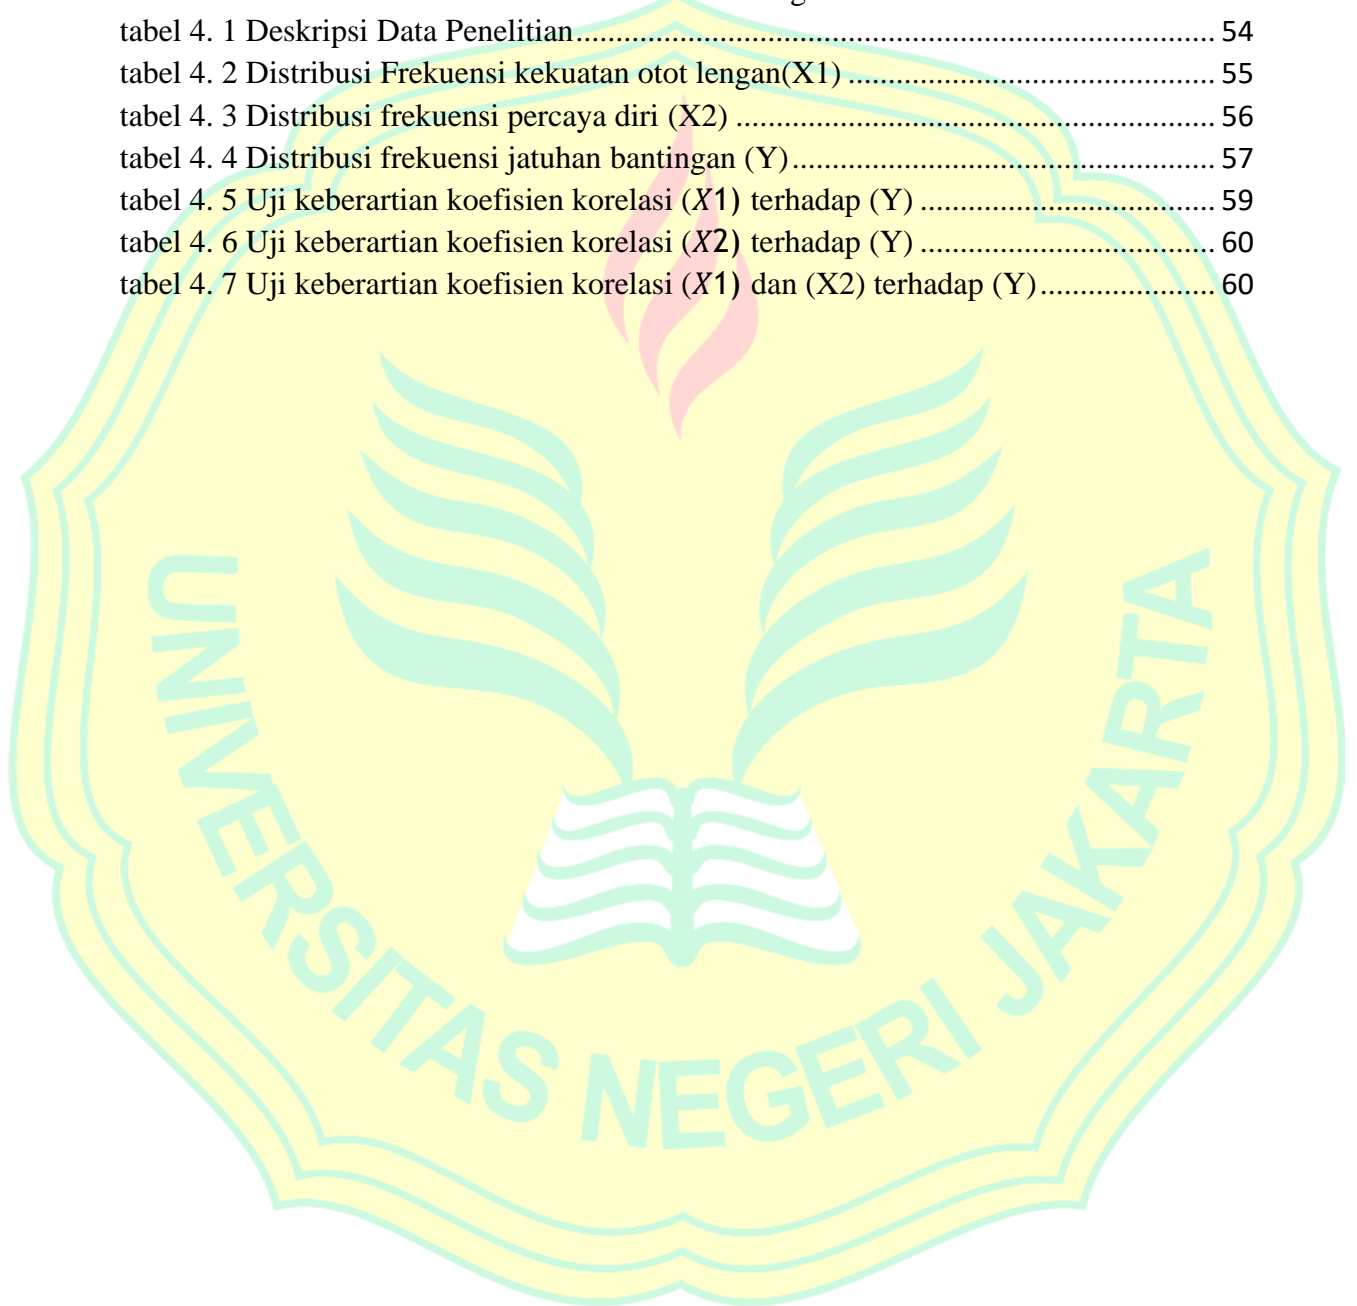 tabel 4. 1 Deskripsi Data Penelitian.................................................................................... 54
tabel 4. 2 Distribusi Frekuensi kekuatan otot lengan(X1) .............................................. 55
tabel 4. 3 Distribusi frekuensi percaya diri (X2) ............................................................ 56
tabel 4. 4 Distribusi frekuensi jatuhan bantingan (Y)..................................................... 57
tabel 4. 5 Uji keberartian koefisien korelasi (X1) terhadap (Y) ..................................... 59
tabel 4. 6 Uji keberartian koefisien korelasi (X2) terhadap (Y) ..................................... 60
tabel 4. 7 Uji keberartian koefisien korelasi (X1) dan (X2) terhadap (Y)...................... 60
UNIVERSITAS NEGERI JAKARTA